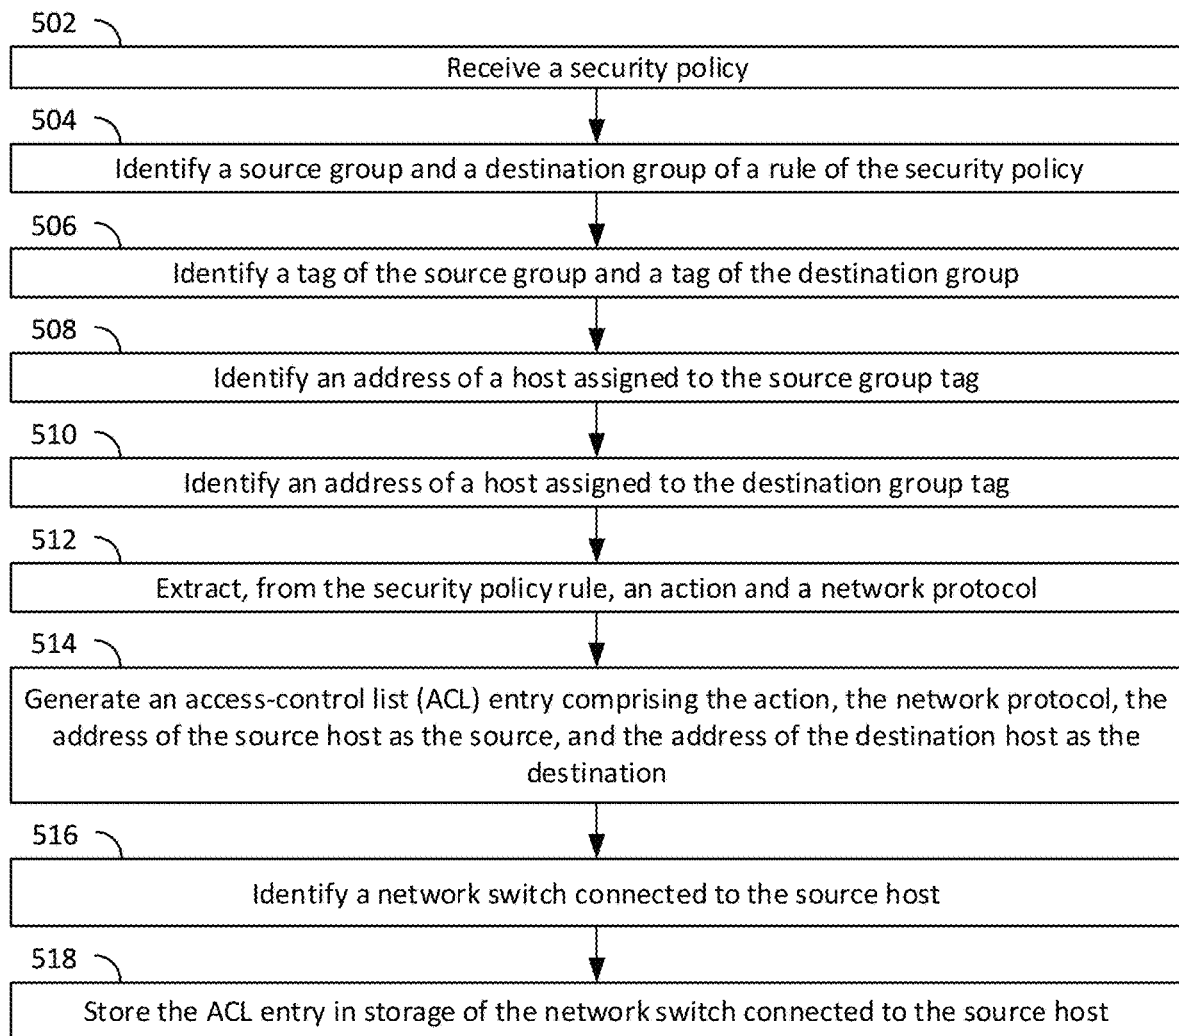 502
Receive a security policy
504
Identify a source group and a destination group of a rule of the security policy
506
Identify a tag of the source group and a tag of the destination group
508
Identify an address of a host assigned to the source group tag
510
Identify an address of a host assigned to the destination group tag
512
Extract, from the security policy rule, an action and a network protocol
514
Generate an access-control list (ACL) entry comprising the action, the network protocol, the
address of the source host as the source, and the address of the destination host as the
destination
516
Identify a network switch connected to the source host
518
Store the ACL entry in storage of the network switch connected to the source host